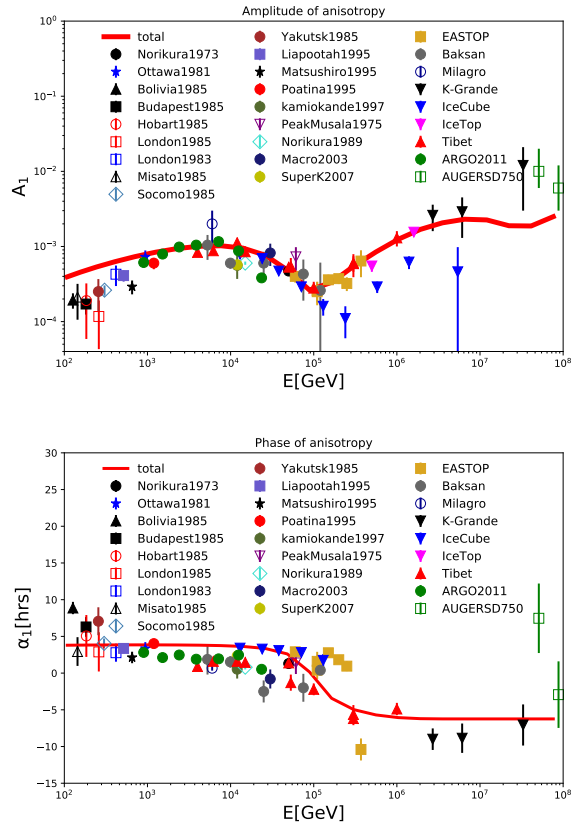 Amplitude of anisotropy
10^0
10^-1
10^-2
10^-3
10^-4
A_1
total
Norikura1973
Ottawa1981
Bolivia1985
Budapest1985
Hobart1985
London1985
London1983
Misato1985
Socomo1985
Yakutsk1985
Liapootah1995
Matsushiro1995
Poatina1995
kamiokande1997
PeakMusala1975
Norikura1989
Macro2003
SuperK2007
EASTOP
Baksan
Milagro
K-Grande
IceCube
IceTop
Tibet
ARGO2011
AUGERSD750
10^2 10^3 10^4 10^5 10^6 10^7 10^8
E[GeV]
Phase of anisotropy
30
25
20
15
10
5
0
−5
−10
−15
α_1[hrs]
total
Norikura1973
Ottawa1981
Bolivia1985
Budapest1985
Hobart1985
London1985
London1983
Misato1985
Socomo1985
Yakutsk1985
Liapootah1995
Matsushiro1995
Poatina1995
kamiokande1997
PeakMusala1975
Norikura1989
Macro2003
SuperK2007
EASTOP
Baksan
Milagro
K-Grande
IceCube
IceTop
Tibet
ARGO2011
AUGERSD750
10^2 10^3 10^4 10^5 10^6 10^7 10^8
E[GeV]